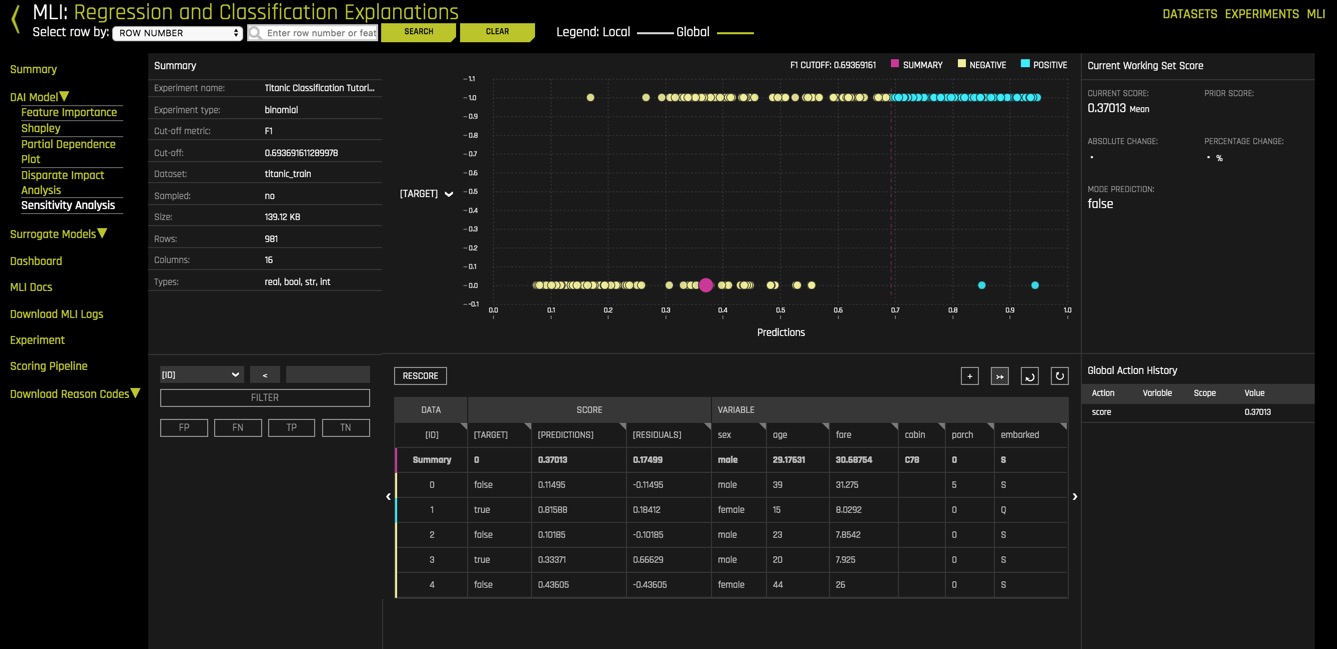 MLI: Regression and Classification Explanations
DATASETS EXPERIMENTS MLI
Select row by: ROW NUMBER Enter row number or feat SEARCH CLEAR Legend: Local Global
Summary
DAI Model
Feature Importance
Shapley
Partial Dependence
Plot
Disparate Impact
Analysis
Sensitivity Analysis
Surrogate Models
Dashboard
MLI Docs
Download MLI Logs
Experiment
Scoring Pipeline
Download Reason Codes
Summary
Experiment name: Titanic Classification Tutori...
Experiment type: binomial
Cut-off metric: F1
Cut-off: 0.693691611289978
Dataset: titanic_train
Sampled: no
Size: 139.12 KB
Rows: 981
Columns: 16
Types: real, bool, str, int
F1 CUTOFF: 0.69369161 SUMMARY NEGATIVE POSITIVE
[TARGET]
1.1
1.0
0.9
0.8
0.7
0.6
0.5
0.4
0.3
0.2
0.1
0.0
-0.1
0.0 0.1 0.2 0.3 0.4 0.5 0.6 0.7 0.8 0.9 1.0
Predictions
Current Working Set Score
CURRENT SCORE: PRIOR SCORE:
0.37013 Mean
ABSOLUTE CHANGE: PERCENTAGE CHANGE:
- - %
MODE PREDICTION:
false
[ID] <
FILTER
FP FN TP TN
RESCORE +
DATA SCORE VARIABLE
[ID] [TARGET] [PREDICTIONS] [RESIDUALS] sex age fare cabin parch embarked
Summary 0 0.37013 0.17499 male 29.17631 30.68754 C78 0 S
0 false 0.11495 -0.11495 male 39 31.275 5 S
1 true 0.81588 0.18412 female 15 8.0292 0 Q
2 false 0.10185 -0.10185 male 23 7.8542 0 S
3 true 0.33371 0.66629 male 20 7.925 0 S
4 false 0.43605 -0.43605 female 44 26 0 S
Global Action History
Action Variable Scope Value
score 0.37013